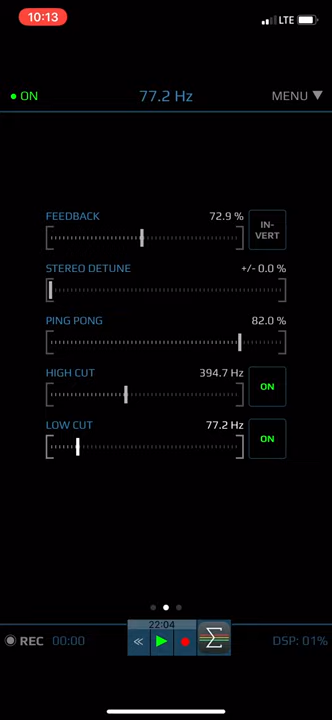 10:13
LTE
ON
77.2 Hz
MENU ▼
FEEDBACK
72.9 %
IN-
VERT
STEREO DETUNE
+/- 0.0 %
PING PONG
82.0 %
HIGH CUT
394.7 Hz
ON
LOW CUT
77.2 Hz
ON
22:04
REC
00:00
Σ
DSP: 01%